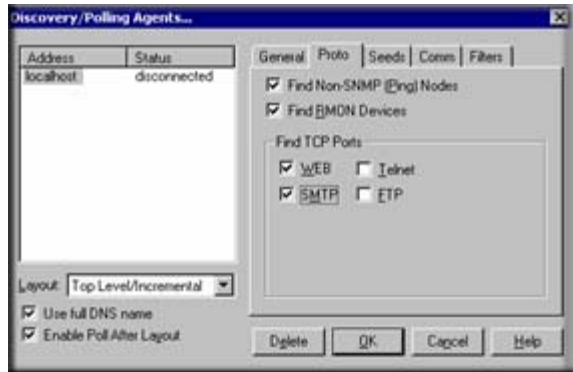 Discovery/Polling Agents...
Address Status
localhost disconnected
General Proto Seeds Comm Filters
Find Non-SNMP (Ping) Nodes
Find RMON Devices
Find TCP Ports
WEB Telnet
SMTP FTP
Layout: Top Level/Incremental
Use full DNS name
Enable Poll After Layout
Delete OK Cancel Help